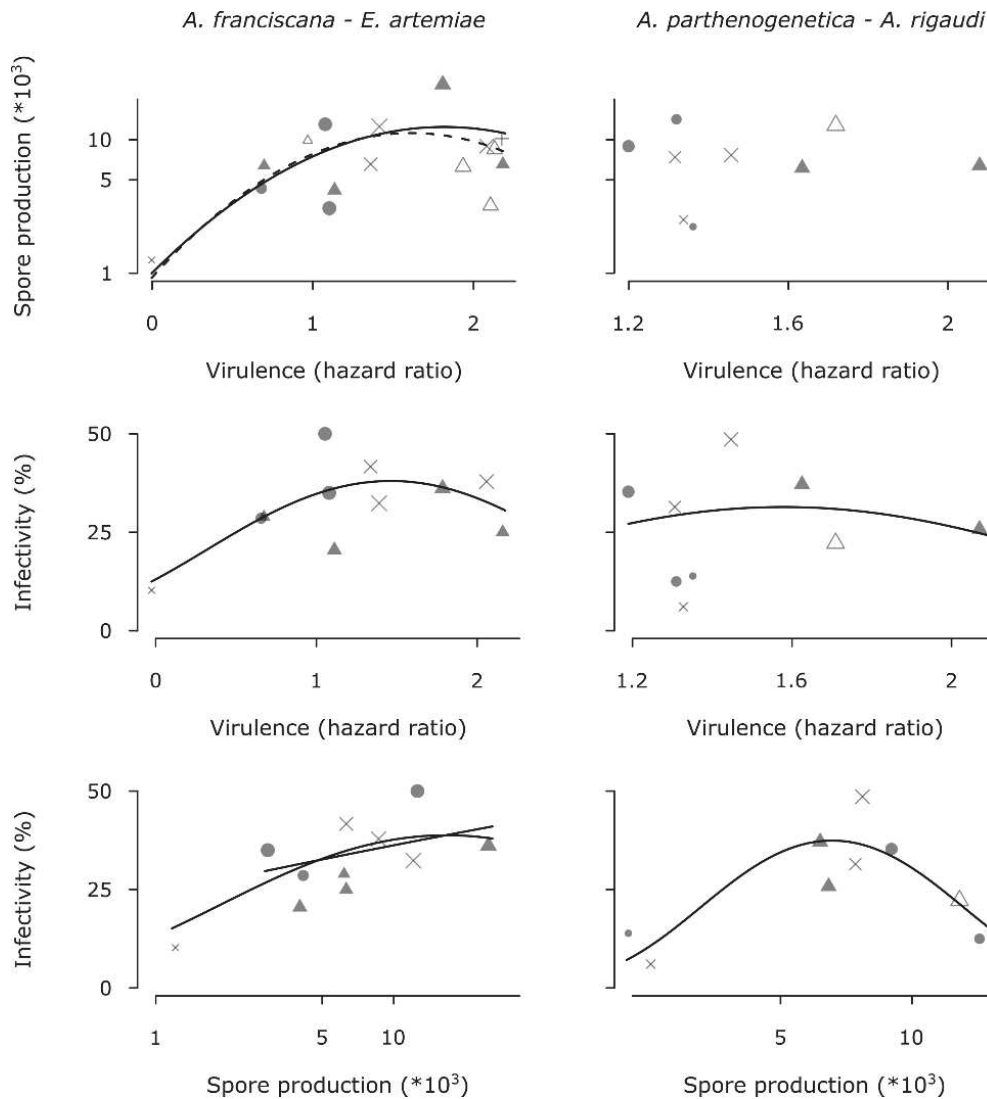 A. franciscana - E. artemiae
A. parthenogenetica - A. rigaudi
Spore production (*10³)
10
5
1
0 1 2
1.2 1.6 2
Virulence (hazard ratio)
Virulence (hazard ratio)
Infectivity (%)
50
25
0
0 1 2
1.2 1.6 2
Virulence (hazard ratio)
Virulence (hazard ratio)
Infectivity (%)
50
25
0
1 5 10
5 10
Spore production (*10³)
Spore production (*10³)